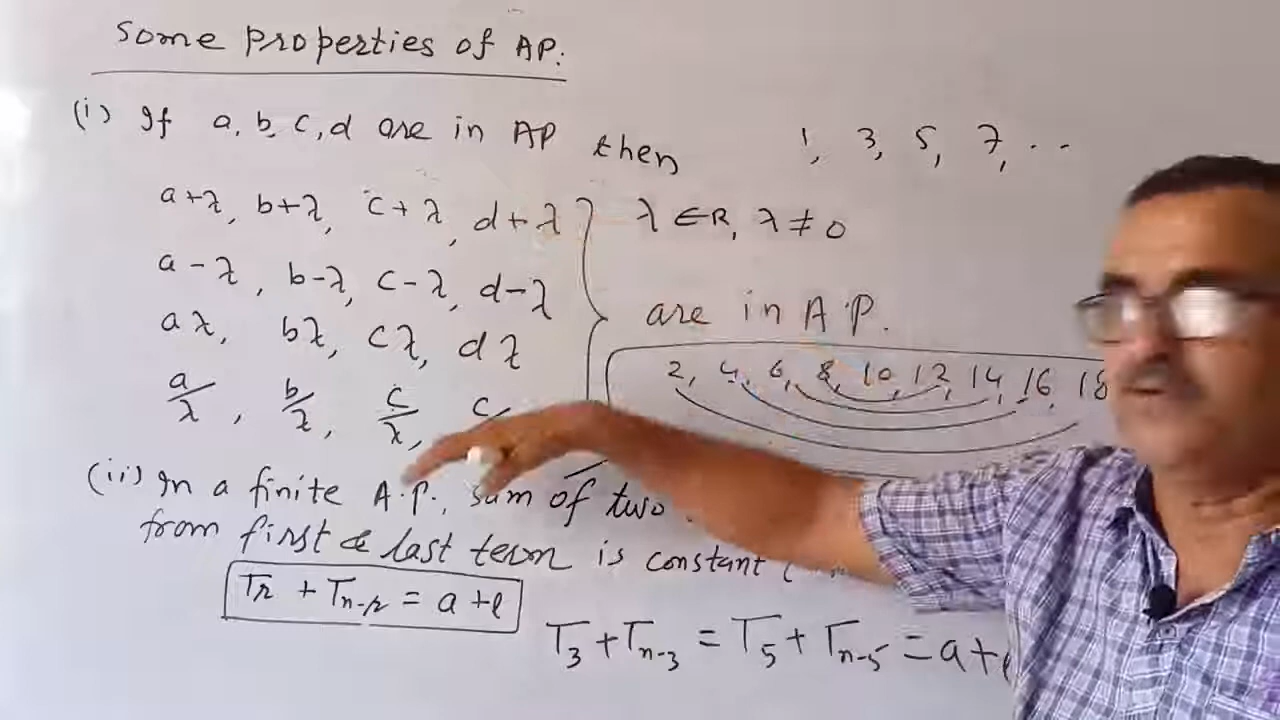 Some properties of AP:
(i) If a, b, c, d are in AP then
1, 3, 5, 7, ..
a+λ, b+λ, c+λ, d+λ } λ ∈ R, λ ≠ 0
a-λ, b-λ, c-λ, d-λ
are in A.P.
aλ, bλ, cλ, dλ
2, 4, 6, 8, 10, 12, 14, 16, 18
a/λ, b/λ, c/λ, c/
(ii) In a finite A.P., sum of two
from first & last term is constant (
Tr + Tn-r = a + l
T3 + Tn-3 = T5 + Tn-5 = a +